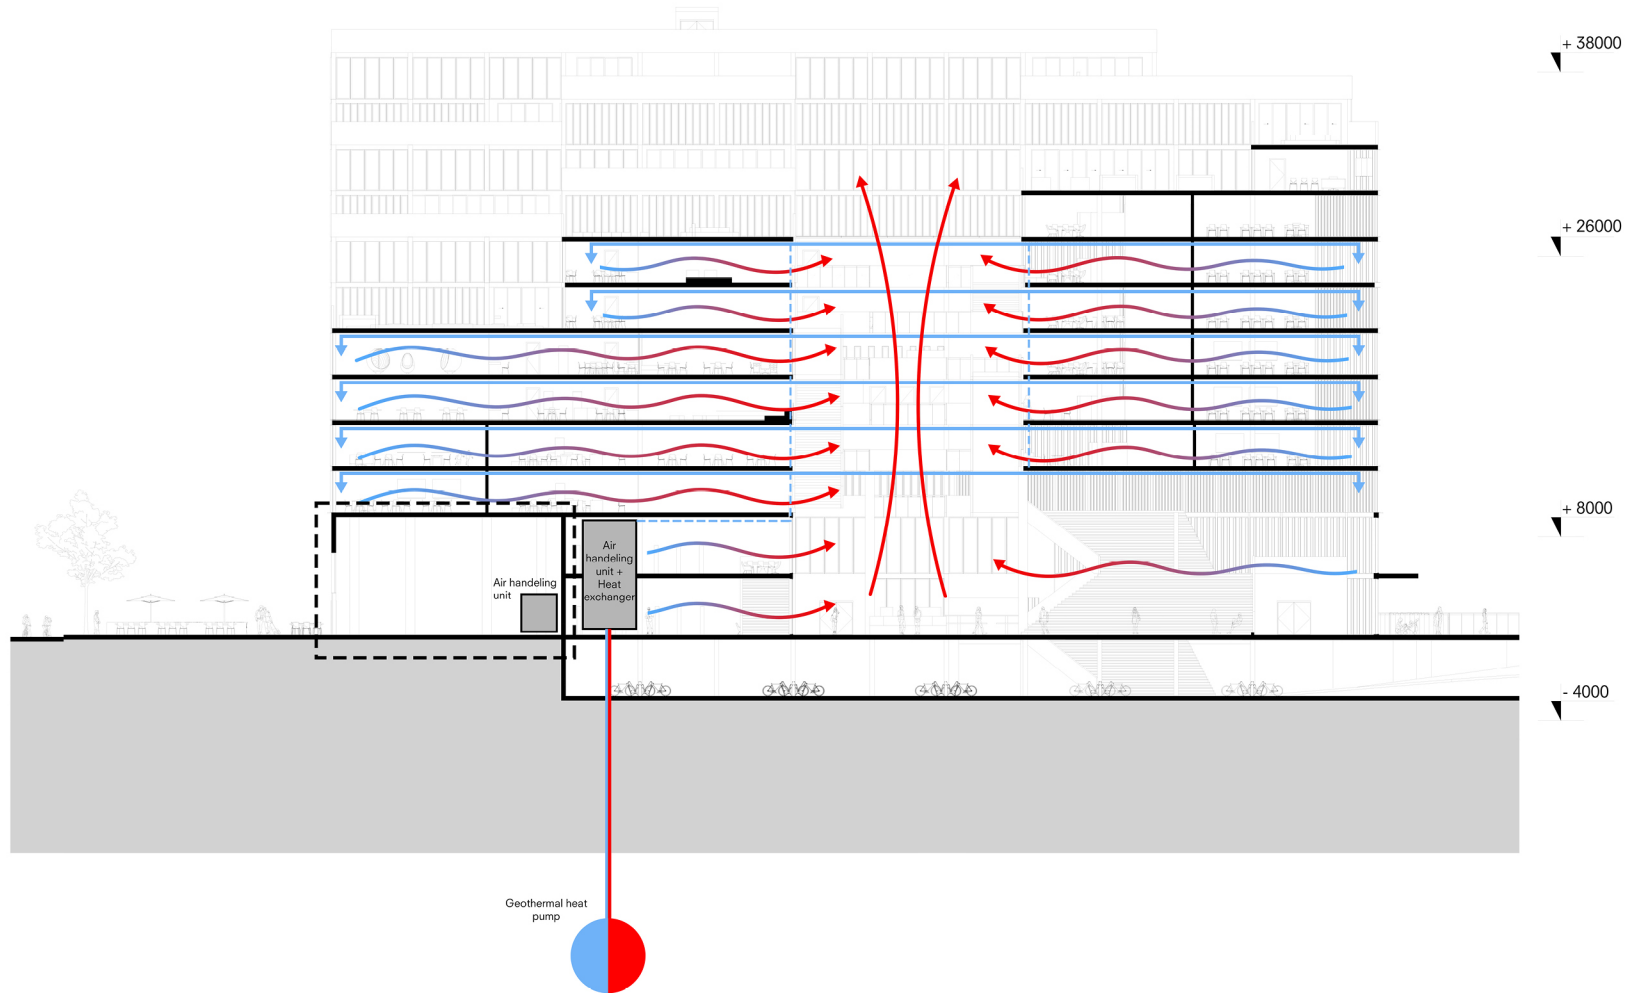 + 38000
+ 26000
+ 8000
Air
handeling
unit +
Heat
exchanger
Air handeling
unit
- 4000
Geothermal heat
pump